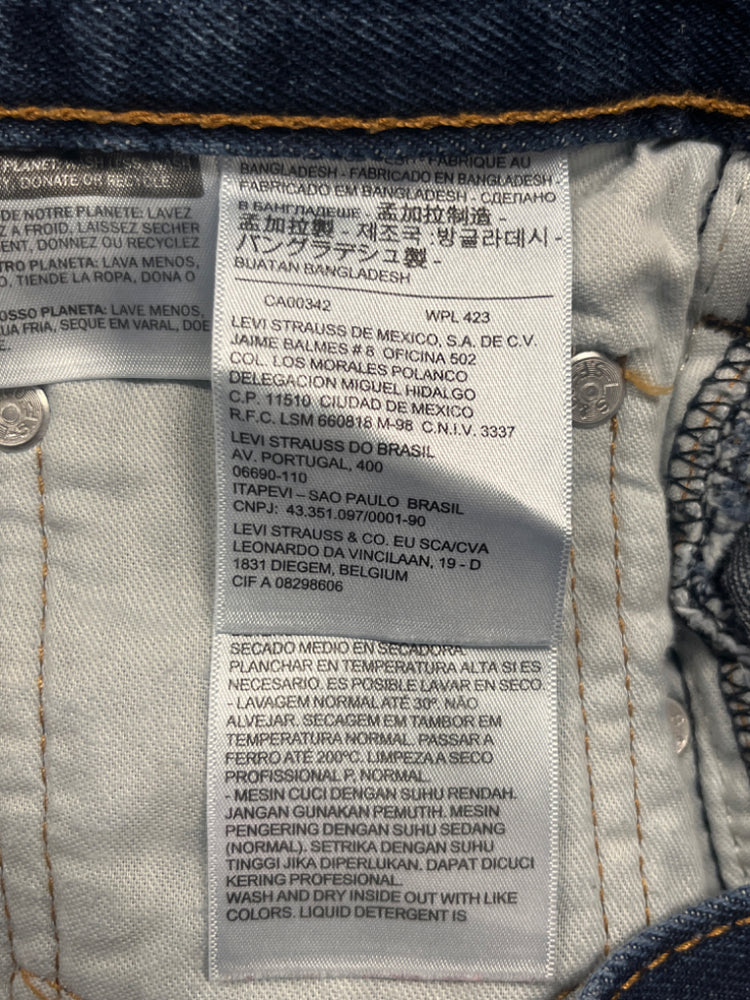 PLANET:
DONATE OR RECYCLE
DE NOTRE PLANETE: LAVEZ
Z A FROID, LAISSEZ SECHER
ENT, DONNEZ OU RECYCLEZ
TRO PLANETA: LAVA MENOS,
O, TIENDE LA ROPA, DONA O
OSSO PLANETA: LAVE MENOS,
UA FRIA, SEQUE EM VARAL, DOE
E.
FABRIQUE AU
BANGLADESH - FABRICADO EN BANGLADESH -
FABRICADO EM BANGLADESH - СДЕЛАНО
В БАНГЛАДЕШЕ - 孟加拉制造 -
孟加拉製 - 제조국 :방글라데시 -
バングラデシュ製 -
BUATAN BANGLADESH
CA00342 WPL 423
LEVI STRAUSS DE MEXICO, S.A. DE C.V.
JAIME BALMES # 8 OFICINA 502
COL. LOS MORALES POLANCO
DELEGACION MIGUEL HIDALGO
C.P. 11510 CIUDAD DE MEXICO
R.F.C. LSM 660818 M-98 C.N.I.V. 3337
LEVI STRAUSS DO BRASIL
AV. PORTUGAL, 400
06690-110
ITAPEVI – SAO PAULO BRASIL
CNPJ: 43.351.097/0001-90
LEVI STRAUSS & CO. EU SCA/CVA
LEONARDO DA VINCILAAN, 19 - D
1831 DIEGEM, BELGIUM
CIF A 08298606
SECADO MEDIO EN SECADORA
PLANCHAR EN TEMPERATURA ALTA SI ES
NECESARIO. ES POSIBLE LAVAR EN SECO.
- LAVAGEM NORMAL ATÉ 30º. NÃO
ALVEJAR. SECAGEM EM TAMBOR EM
TEMPERATURA NORMAL. PASSAR A
FERRO ATÉ 200ºC. LIMPEZA A SECO
PROFISSIONAL P, NORMAL.
- MESIN CUCI DENGAN SUHU RENDAH.
JANGAN GUNAKAN PEMUTIH. MESIN
PENGERING DENGAN SUHU SEDANG
(NORMAL). SETRIKA DENGAN SUHU
TINGGI JIKA DIPERLUKAN. DAPAT DICUCI
KERING PROFESIONAL.
WASH AND DRY INSIDE OUT WITH LIKE
COLORS. LIQUID DETERGENT IS